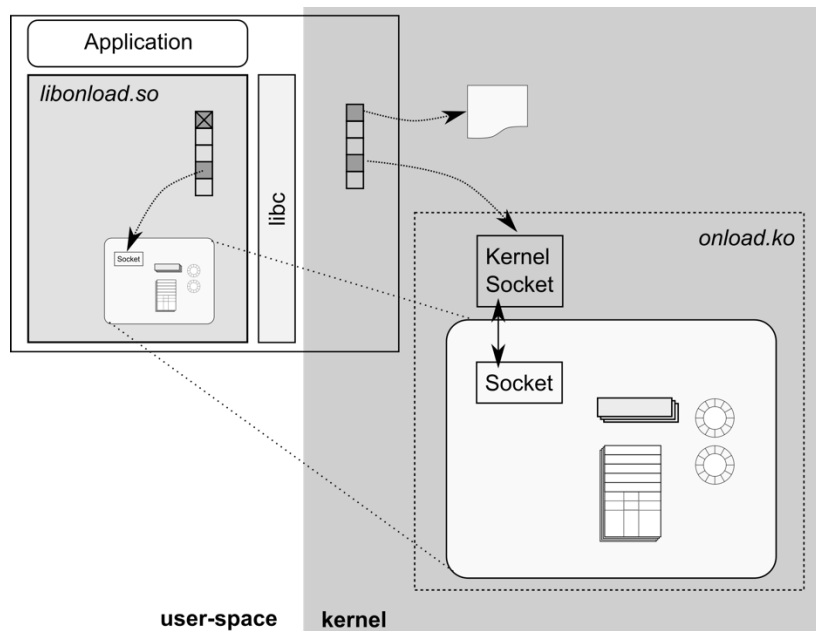 Application
libonload.so
libc
Socket
onload.ko
Kernel
Socket
Socket
user-space
kernel